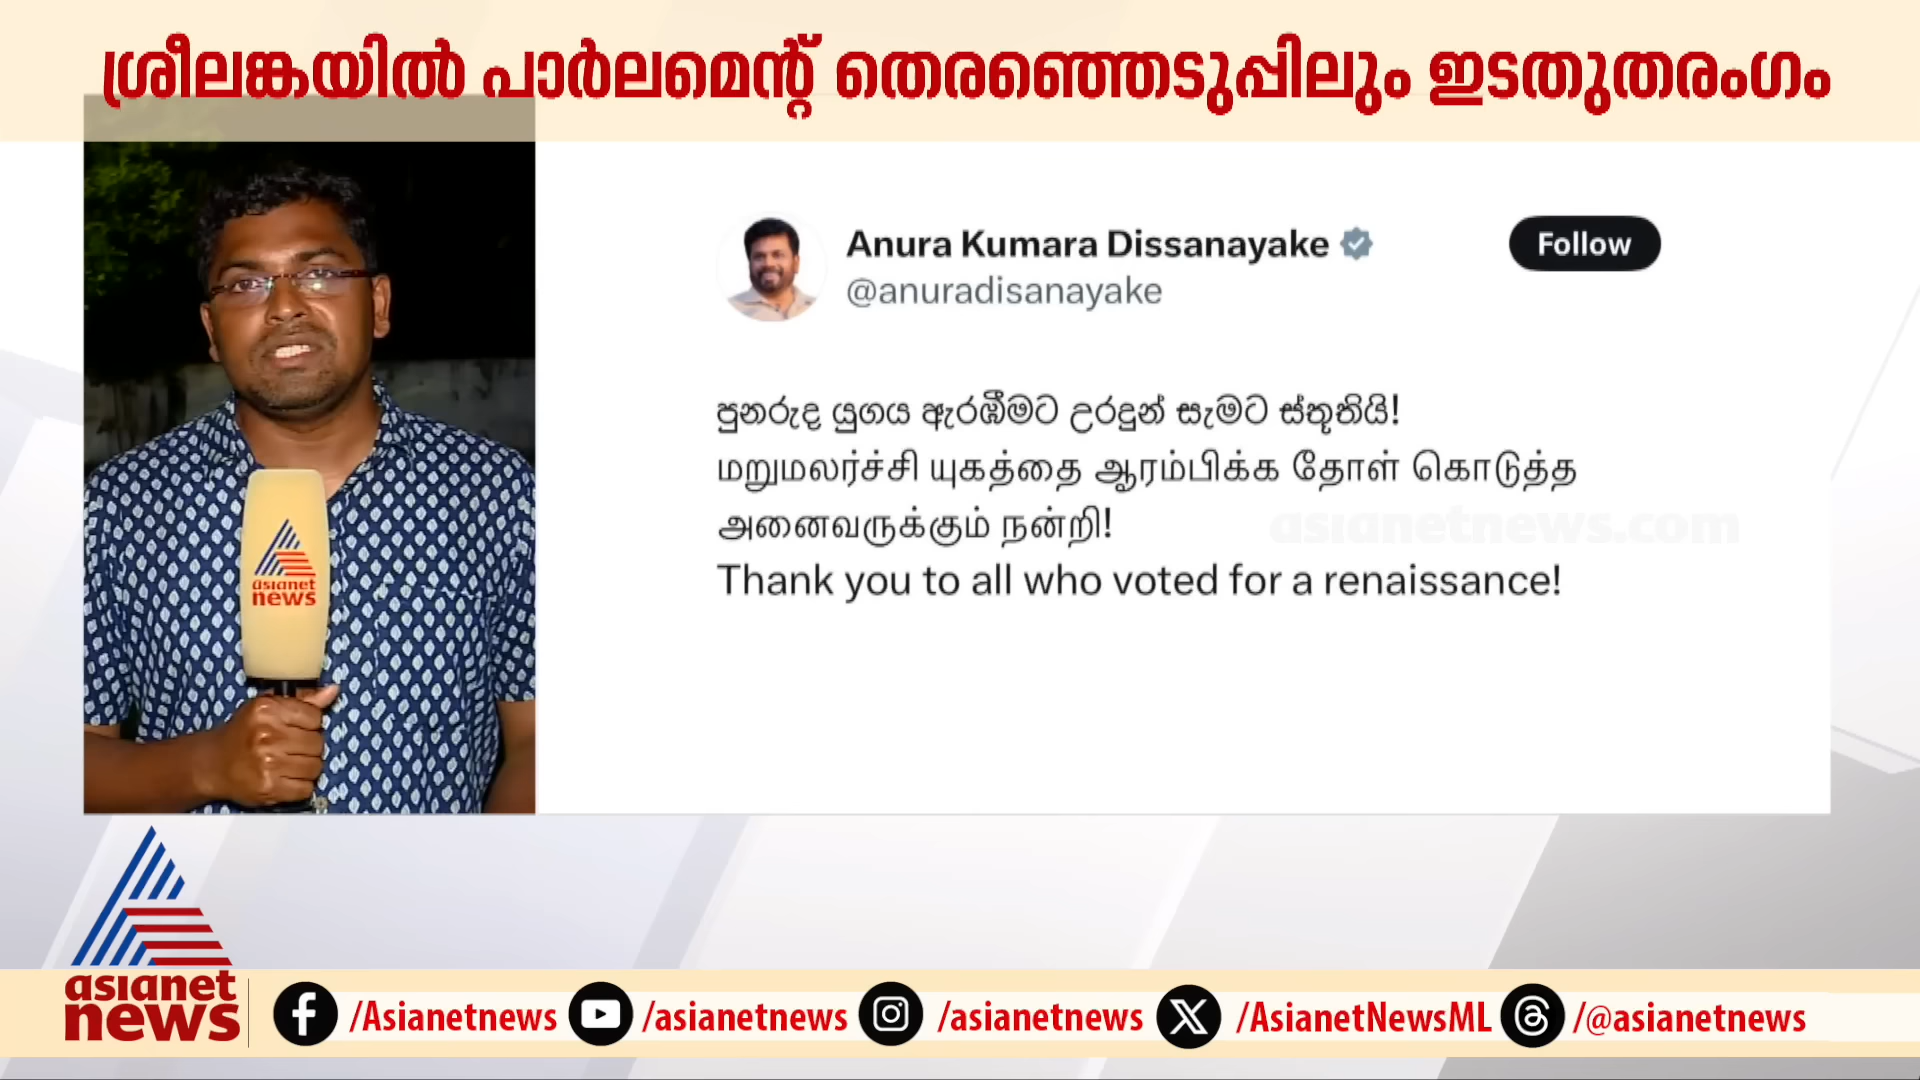 ശ്രീലങ്കയിൽ പാർലമെന്റ് തെരഞ്ഞെടുപ്പിലും ഇടതുതരംഗം
Anura Kumara Dissanayake
@anuradisanayake
Follow
පුනරුද යුගය ඇරඹීමට උරදුන් සැමට ස්තූතියි!
மறுமலர்ச்சி யுகத்தை ஆரம்பிக்க தோள் கொடுத்த
அனைவருக்கும் நன்றி!
Thank you to all who voted for a renaissance!
asianetnews.com
asianet
news
asianet
news
/Asianetnews
/asianetnews
/asianetnews
/AsianetNewsML
/@asianetnews